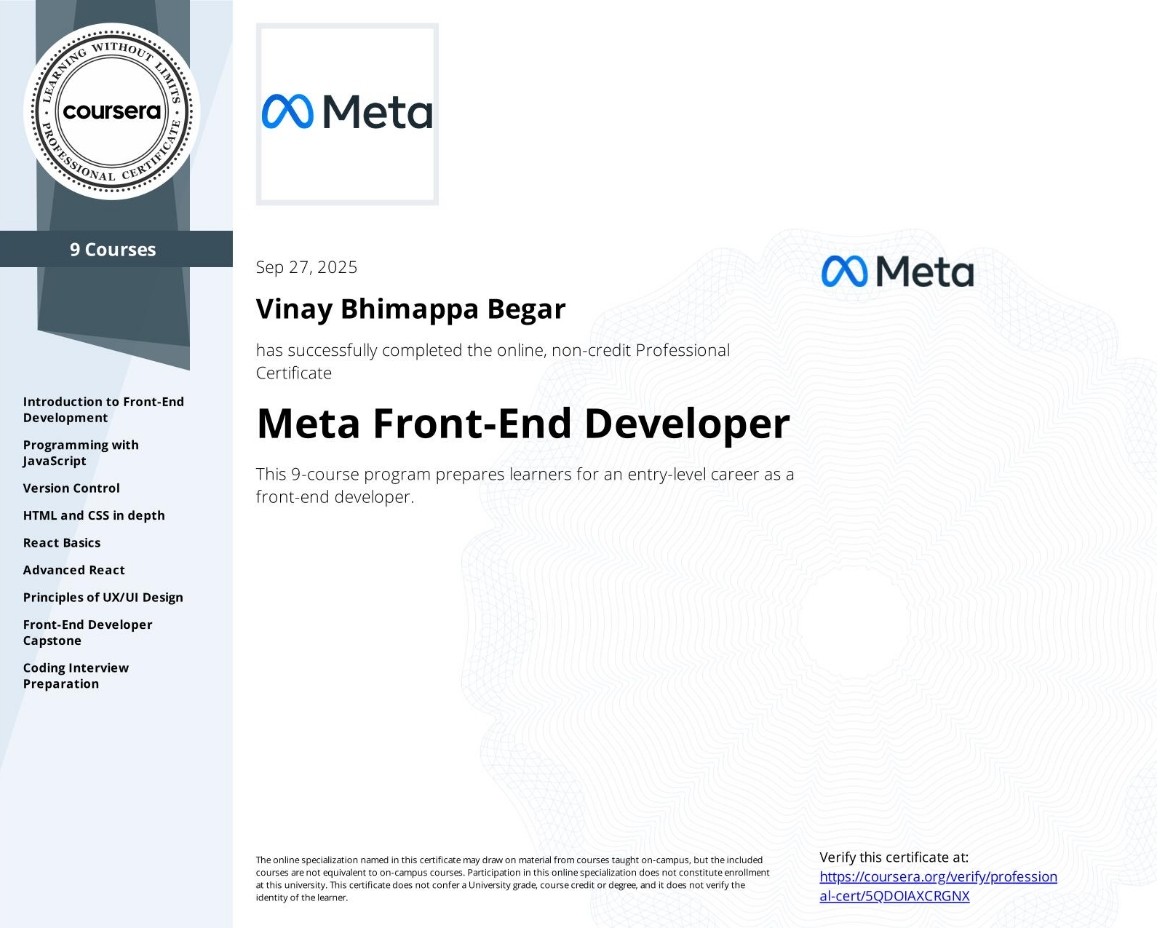 LEARNING WITHOUT LIMITS
coursera
PROFESSIONAL CERTIFICATE
9 Courses
Introduction to Front-End
Development
Programming with
JavaScript
Version Control
HTML and CSS in depth
React Basics
Advanced React
Principles of UX/UI Design
Front-End Developer
Capstone
Coding Interview
Preparation
Meta
Sep 27, 2025
Vinay Bhimappa Begar
has successfully completed the online, non-credit Professional
Certificate
Meta Front-End Developer
This 9-course program prepares learners for an entry-level career as a
front-end developer.
Meta
The online specialization named in this certificate may draw on material from courses taught on-campus, but the included
courses are not equivalent to on-campus courses. Participation in this online specialization does not constitute enrollment
at this university. This certificate does not confer a University grade, course credit or degree, and it does not verify the
identity of the learner.
Verify this certificate at:
https://coursera.org/verify/profession
al-cert/5QDOIAXCRGNX